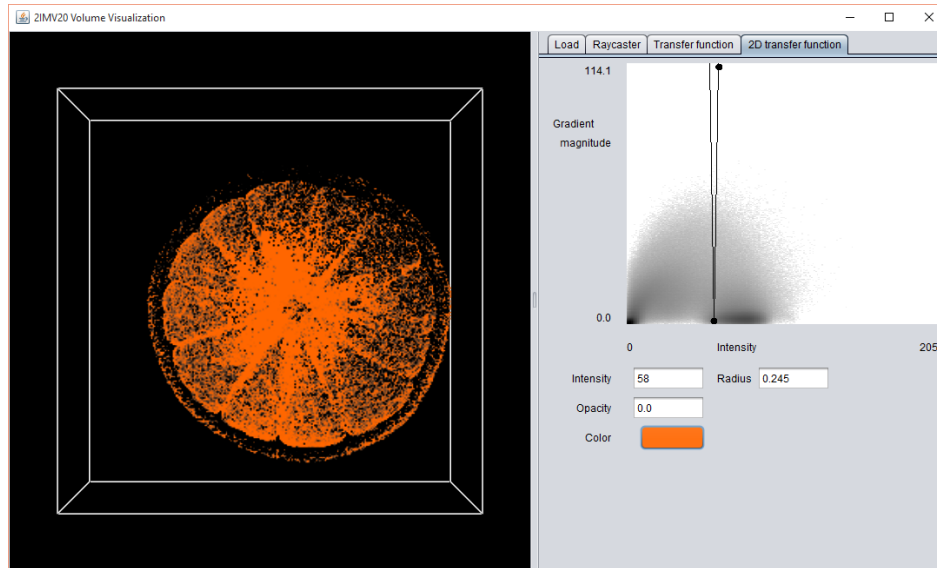 2IMV20 Volume Visualization
Load Raycaster Transfer function 2D transfer function
114.1
Gradient
magnitude
0.0
0 Intensity 205
Intensity 58 Radius 0.245
Opacity 0.0
Color